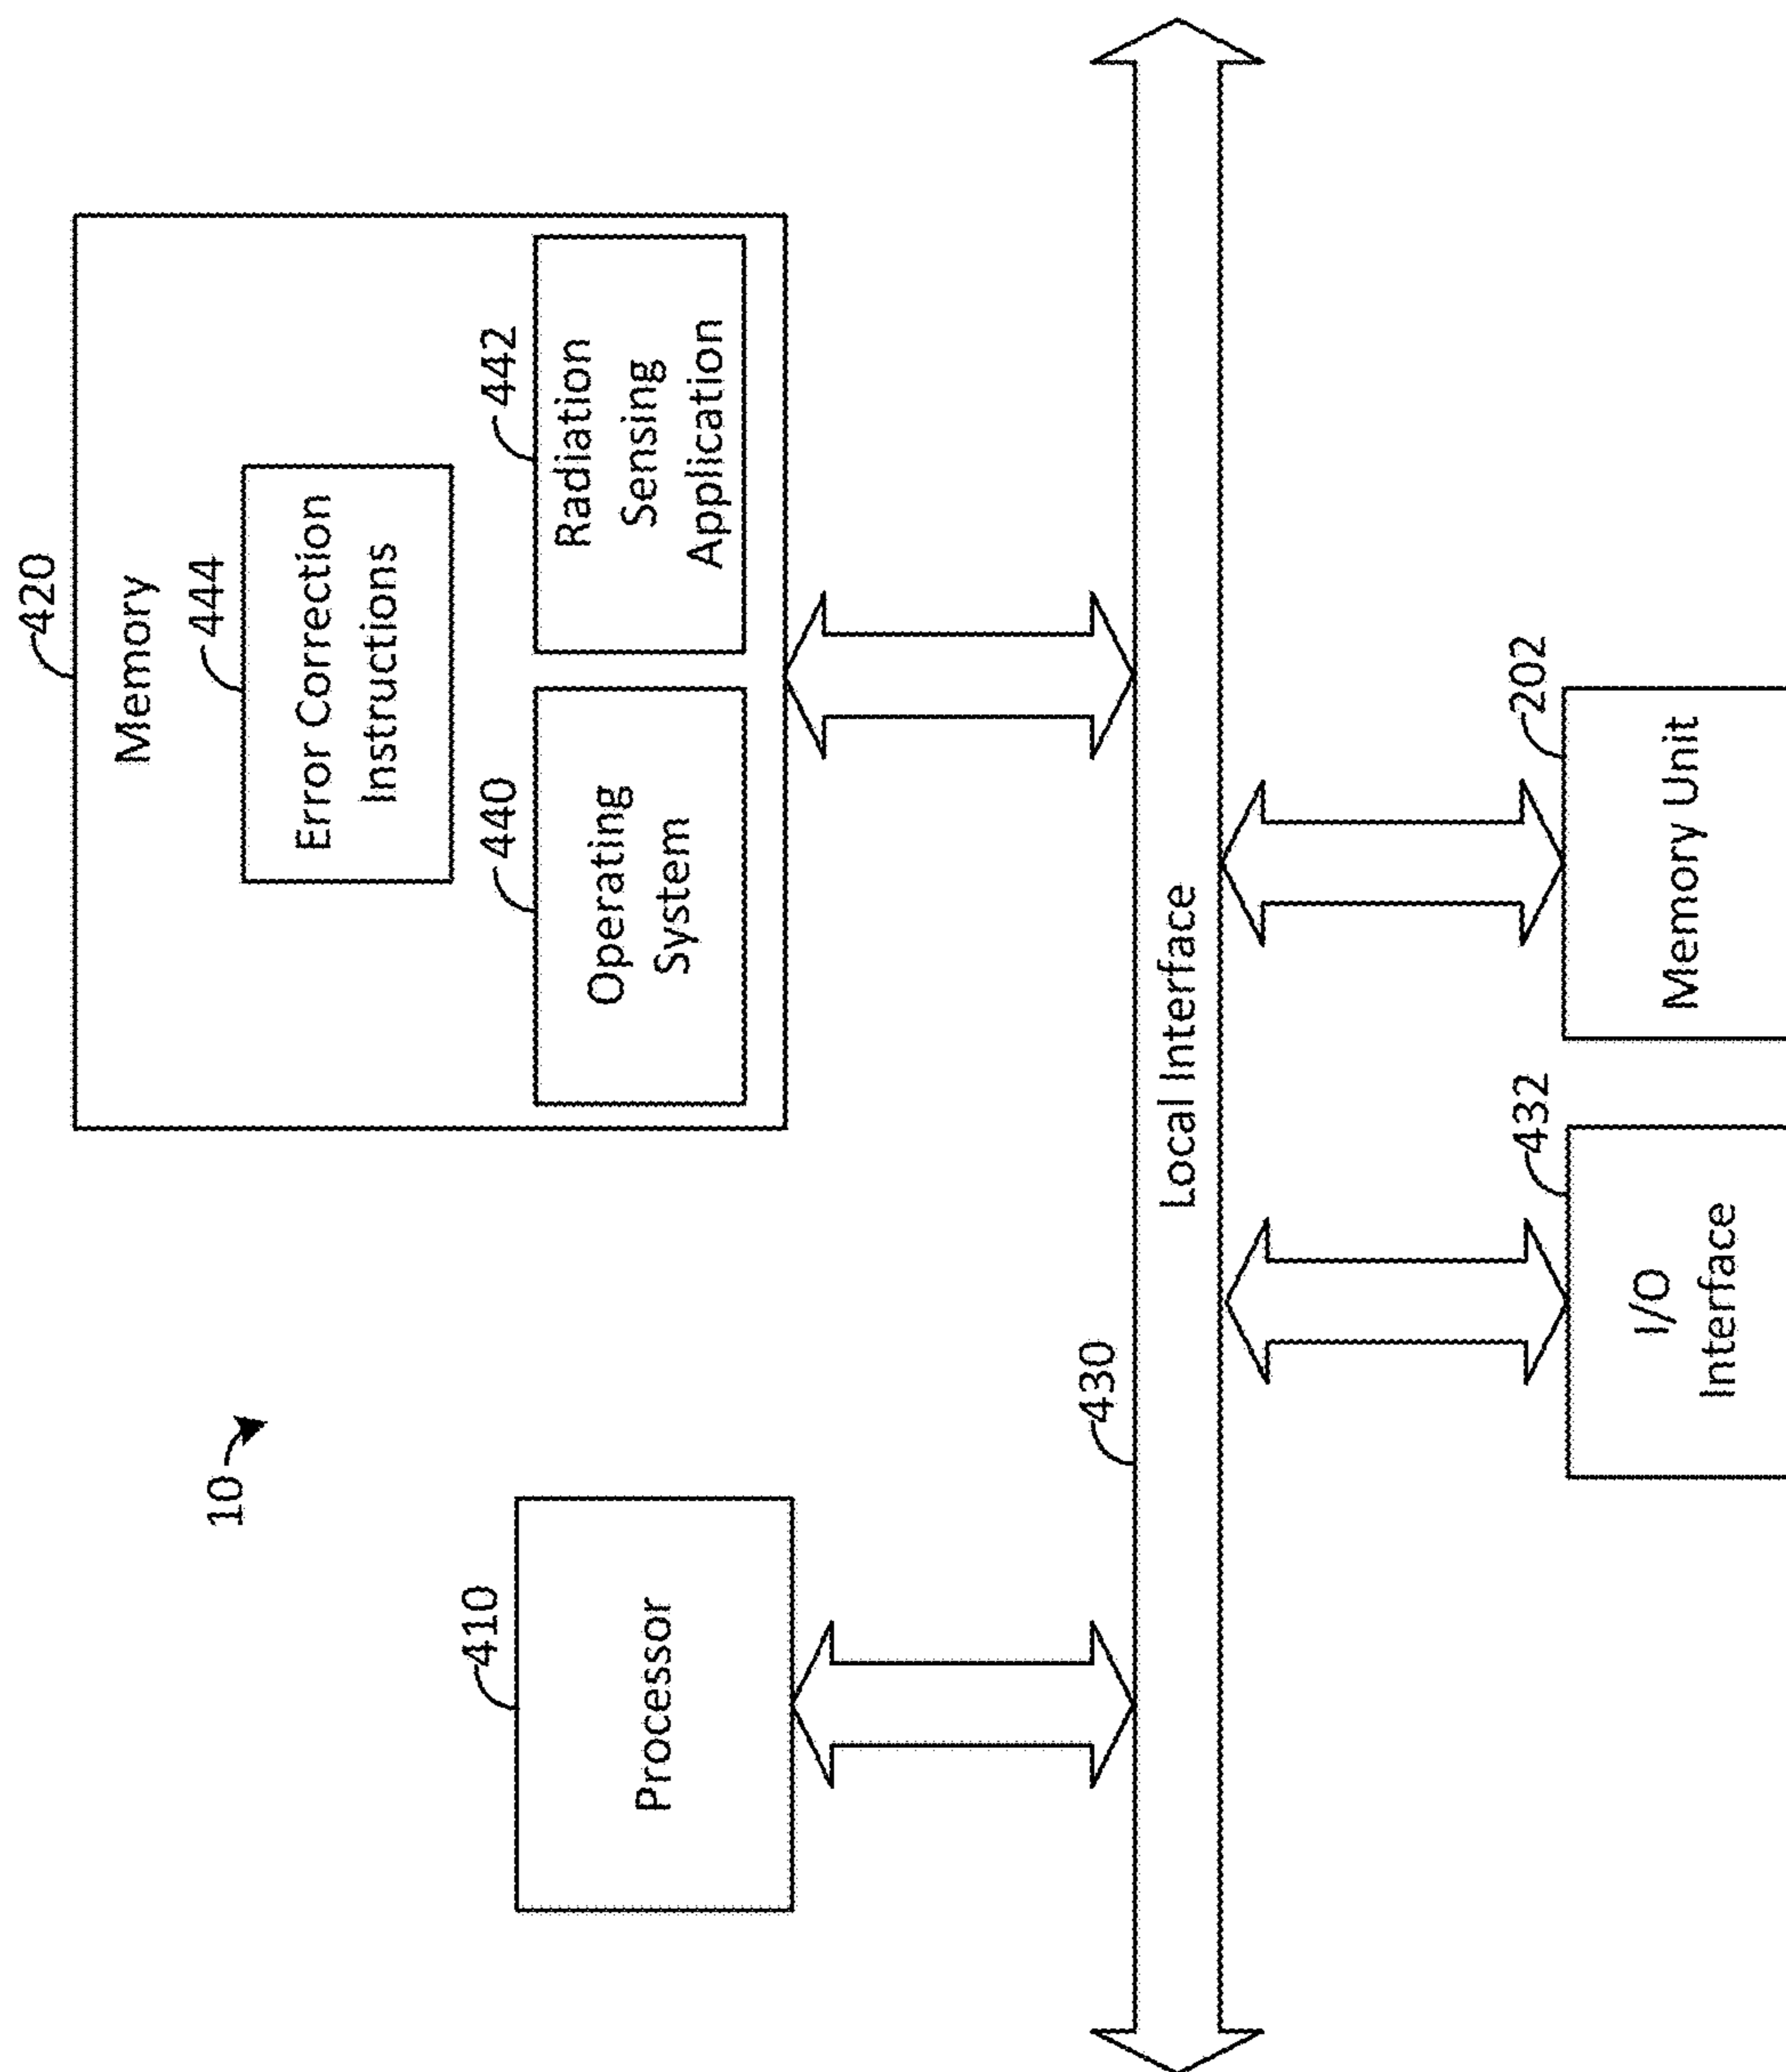 420
Memory
444
Error Correction
Instructions
10
410
Processor
440
Operating
System
442
Radiation
Sensing
Application
430
Local Interface
432
I/O
Interface
202
Memory Unit